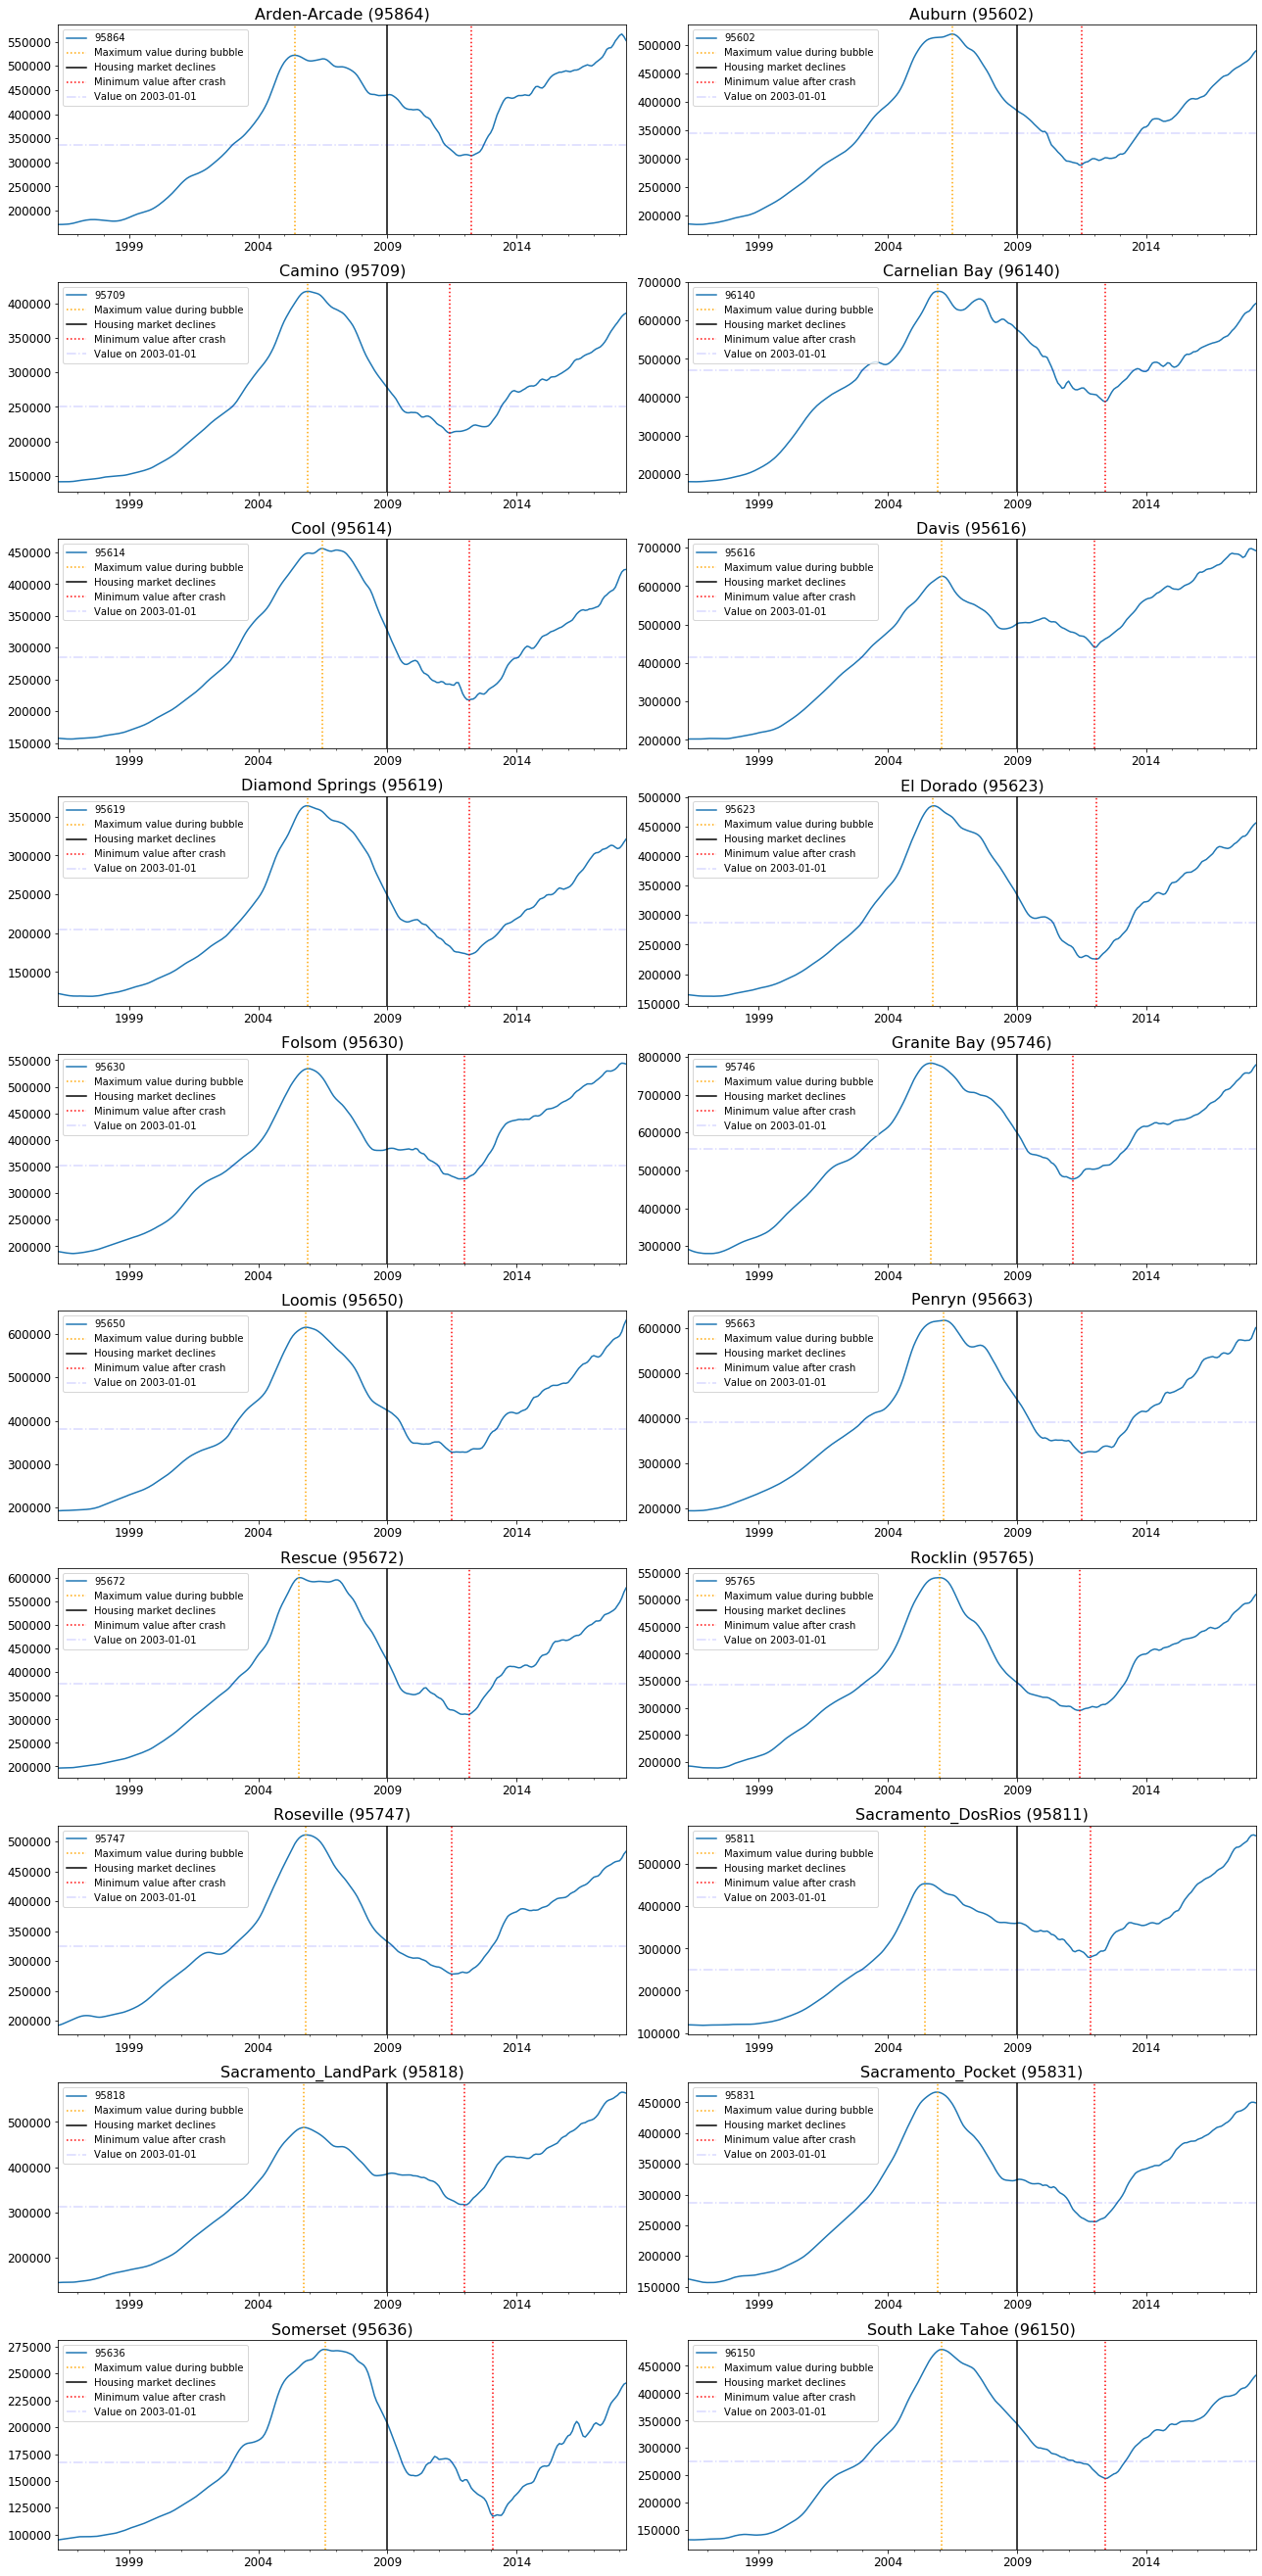 Arden-Arcade (95864)
550000
500000
450000
400000
350000
300000
250000
200000
95864
Maximum value during bubble
Housing market declines
Minimum value after crash
Value on 2003-01-01
1999 2004 2009 2014
Auburn (95602)
500000
450000
400000
350000
300000
250000
200000
95602
Maximum value during bubble
Housing market declines
Minimum value after crash
Value on 2003-01-01
1999 2004 2009 2014
Camino (95709)
400000
350000
300000
250000
200000
150000
95709
Maximum value during bubble
Housing market declines
Minimum value after crash
Value on 2003-01-01
1999 2004 2009 2014
Carnelian Bay (96140)
700000
600000
500000
400000
300000
200000
96140
Maximum value during bubble
Housing market declines
Minimum value after crash
Value on 2003-01-01
1999 2004 2009 2014
Cool (95614)
450000
400000
350000
300000
250000
200000
150000
95614
Maximum value during bubble
Housing market declines
Minimum value after crash
Value on 2003-01-01
1999 2004 2009 2014
Davis (95616)
700000
600000
500000
400000
300000
200000
95616
Maximum value during bubble
Housing market declines
Minimum value after crash
Value on 2003-01-01
1999 2004 2009 2014
Diamond Springs (95619)
350000
300000
250000
200000
150000
95619
Maximum value during bubble
Housing market declines
Minimum value after crash
Value on 2003-01-01
1999 2004 2009 2014
El Dorado (95623)
500000
450000
400000
350000
300000
250000
200000
150000
95623
Maximum value during bubble
Housing market declines
Minimum value after crash
Value on 2003-01-01
1999 2004 2009 2014
Folsom (95630)
550000
500000
450000
400000
350000
300000
250000
200000
95630
Maximum value during bubble
Housing market declines
Minimum value after crash
Value on 2003-01-01
1999 2004 2009 2014
Granite Bay (95746)
800000
700000
600000
500000
400000
300000
95746
Maximum value during bubble
Housing market declines
Minimum value after crash
Value on 2003-01-01
1999 2004 2009 2014
Loomis (95650)
600000
500000
400000
300000
200000
95650
Maximum value during bubble
Housing market declines
Minimum value after crash
Value on 2003-01-01
1999 2004 2009 2014
Penryn (95663)
600000
500000
400000
300000
200000
95663
Maximum value during bubble
Housing market declines
Minimum value after crash
Value on 2003-01-01
1999 2004 2009 2014
Rescue (95672)
600000
550000
500000
450000
400000
350000
300000
250000
200000
95672
Maximum value during bubble
Housing market declines
Minimum value after crash
Value on 2003-01-01
1999 2004 2009 2014
Rocklin (95765)
550000
500000
450000
400000
350000
300000
250000
200000
95765
Maximum value during bubble
Housing market declines
Minimum value after crash
Value on 2003-01-01
1999 2004 2009 2014
Roseville (95747)
500000
450000
400000
350000
300000
250000
200000
95747
Maximum value during bubble
Housing market declines
Minimum value after crash
Value on 2003-01-01
1999 2004 2009 2014
Sacramento_DosRios (95811)
500000
400000
300000
200000
100000
95811
Maximum value during bubble
Housing market declines
Minimum value after crash
Value on 2003-01-01
1999 2004 2009 2014
Sacramento_LandPark (95818)
500000
400000
300000
200000
95818
Maximum value during bubble
Housing market declines
Minimum value after crash
Value on 2003-01-01
1999 2004 2009 2014
Sacramento_Pocket (95831)
450000
400000
350000
300000
250000
200000
150000
95831
Maximum value during bubble
Housing market declines
Minimum value after crash
Value on 2003-01-01
1999 2004 2009 2014
Somerset (95636)
275000
250000
225000
200000
175000
150000
125000
100000
95636
Maximum value during bubble
Housing market declines
Minimum value after crash
Value on 2003-01-01
1999 2004 2009 2014
South Lake Tahoe (96150)
450000
400000
350000
300000
250000
200000
150000
96150
Maximum value during bubble
Housing market declines
Minimum value after crash
Value on 2003-01-01
1999 2004 2009 2014